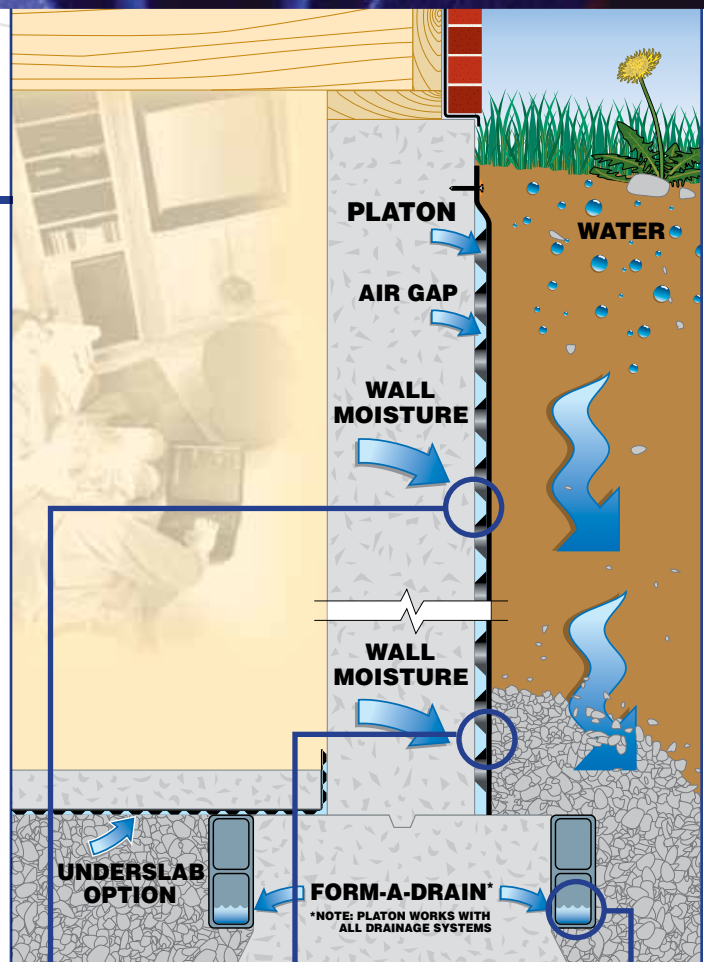 PLATON
WATER
AIR GAP
WALL
MOISTURE
WALL
MOISTURE
UNDERSLAB
OPTION
FORM-A-DRAIN*
*NOTE: PLATON WORKS WITH
ALL DRAINAGE SYSTEMS